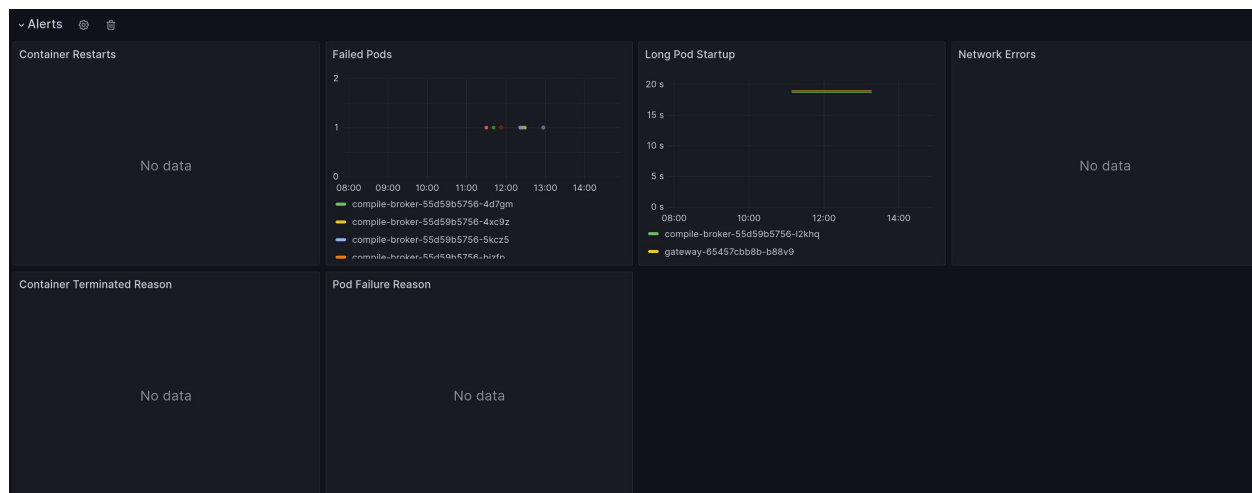 Alerts
Container Restarts
No data
Failed Pods
2
1
0
08:00 09:00 10:00 11:00 12:00 13:00 14:00
compile-broker-55d59b5756-4d7gm
compile-broker-55d59b5756-4xc9z
compile-broker-55d59b5756-5kcz5
Long Pod Startup
20 s
15 s
10 s
5 s
0 s
08:00 10:00 12:00 14:00
compile-broker-55d59b5756-l2khq
gateway-65457cbb8b-b88v9
Network Errors
No data
Container Terminated Reason
No data
Pod Failure Reason
No data